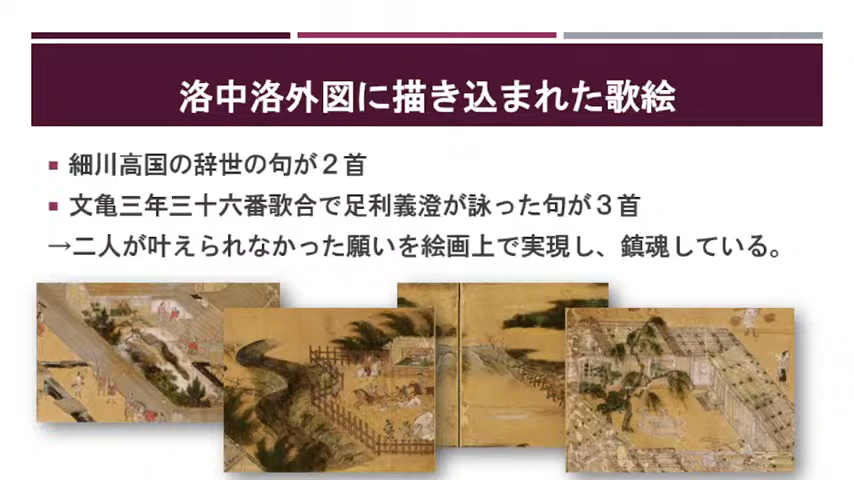 洛中洛外図に描き込まれた歌絵
細川高国の辞世の句が２首
文亀三年三十六番歌合で足利義澄が詠った句が３首
→二人が叶えられなかった願いを絵画上で実現し、鎮魂している。